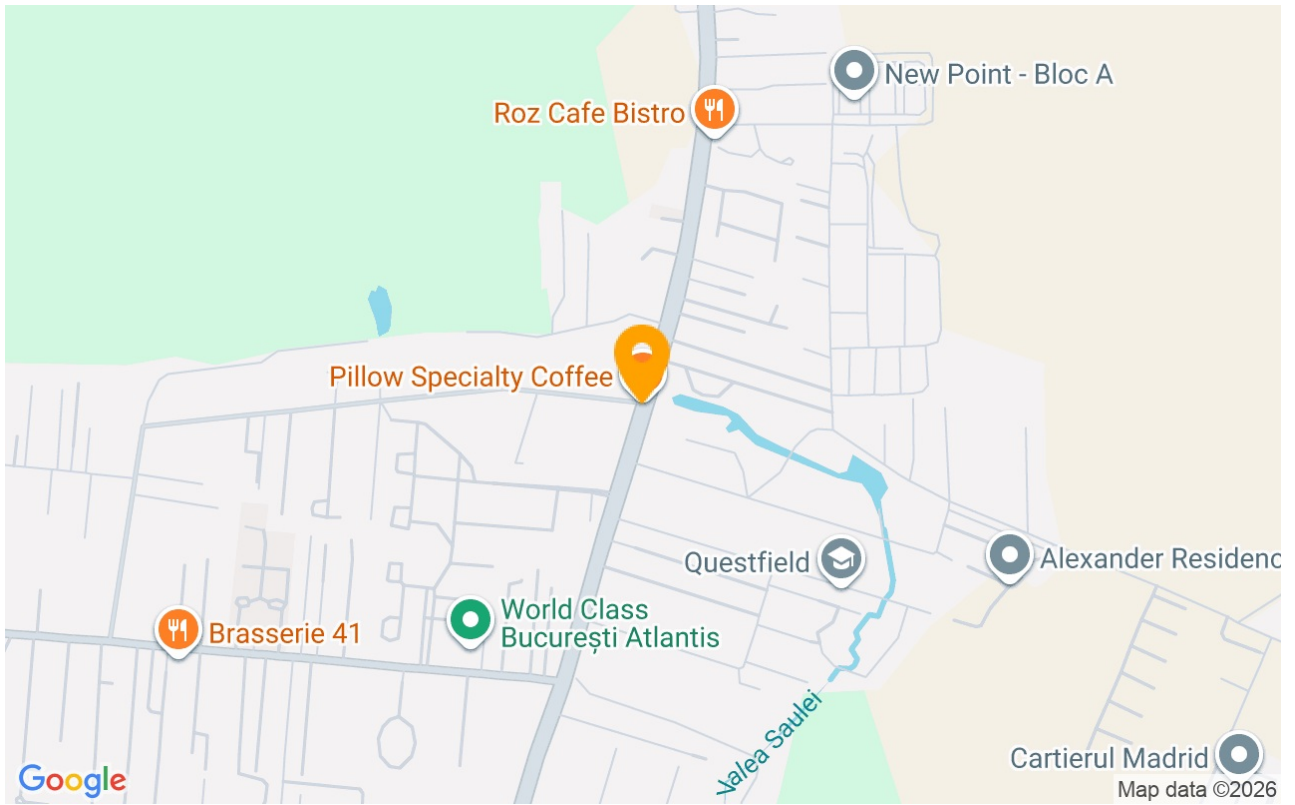 New Point - Bloc A
Roz Cafe Bistro
Pillow Specialty Coffee
Questfield
Alexander Residenc
World Class
București Atlantis
Brasserie 41
Valea Saulei
Cartierul Madrid
Google
Map data ©2026